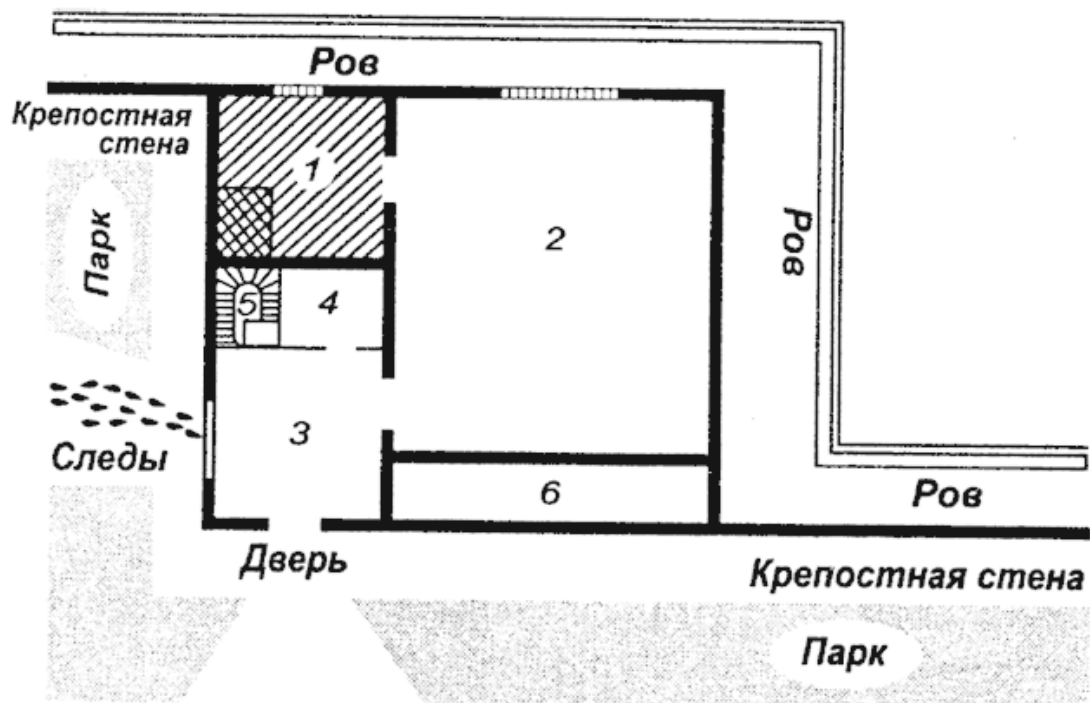 Ров
Крепостная
стена
1
Парк
2
Ров
5
4
3
Следы
6
Ров
Дверь
Крепостная стена
Парк